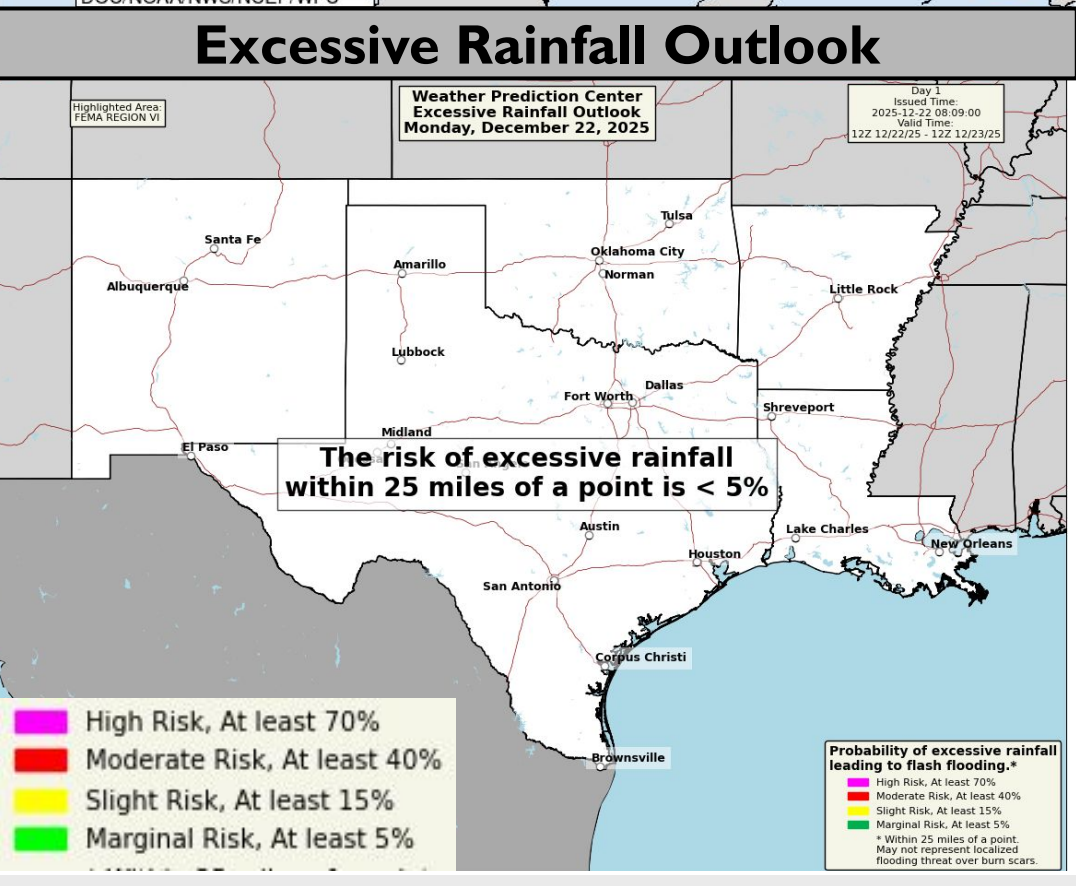 DOC/NOAA/NWS/NCEP/WPC
Excessive Rainfall Outlook
Highlighted Area:
FEMA REGION VI
Weather Prediction Center
Excessive Rainfall Outlook
Monday, December 22, 2025
Day 1
Issued Time:
2025-12-22 08:09:00
Valid Time:
12Z 12/22/25 - 12Z 12/23/25
Tulsa
Santa Fe
Oklahoma City
Amarillo
Norman
Albuquerque
Little Rock
Lubbock
Dallas
Fort Worth
Shreveport
Midland
El Paso
The risk of excessive rainfall
within 25 miles of a point is < 5%
Austin
Lake Charles
New Orleans
Houston
San Antonio
Corpus Christi
Brownsville
High Risk, At least 70%
Moderate Risk, At least 40%
Slight Risk, At least 15%
Marginal Risk, At least 5%
Probability of excessive rainfall
leading to flash flooding.*
High Risk, At least 70%
Moderate Risk, At least 40%
Slight Risk, At least 15%
Marginal Risk, At least 5%
* Within 25 miles of a point.
May not represent localized
flooding threat over burn scars.